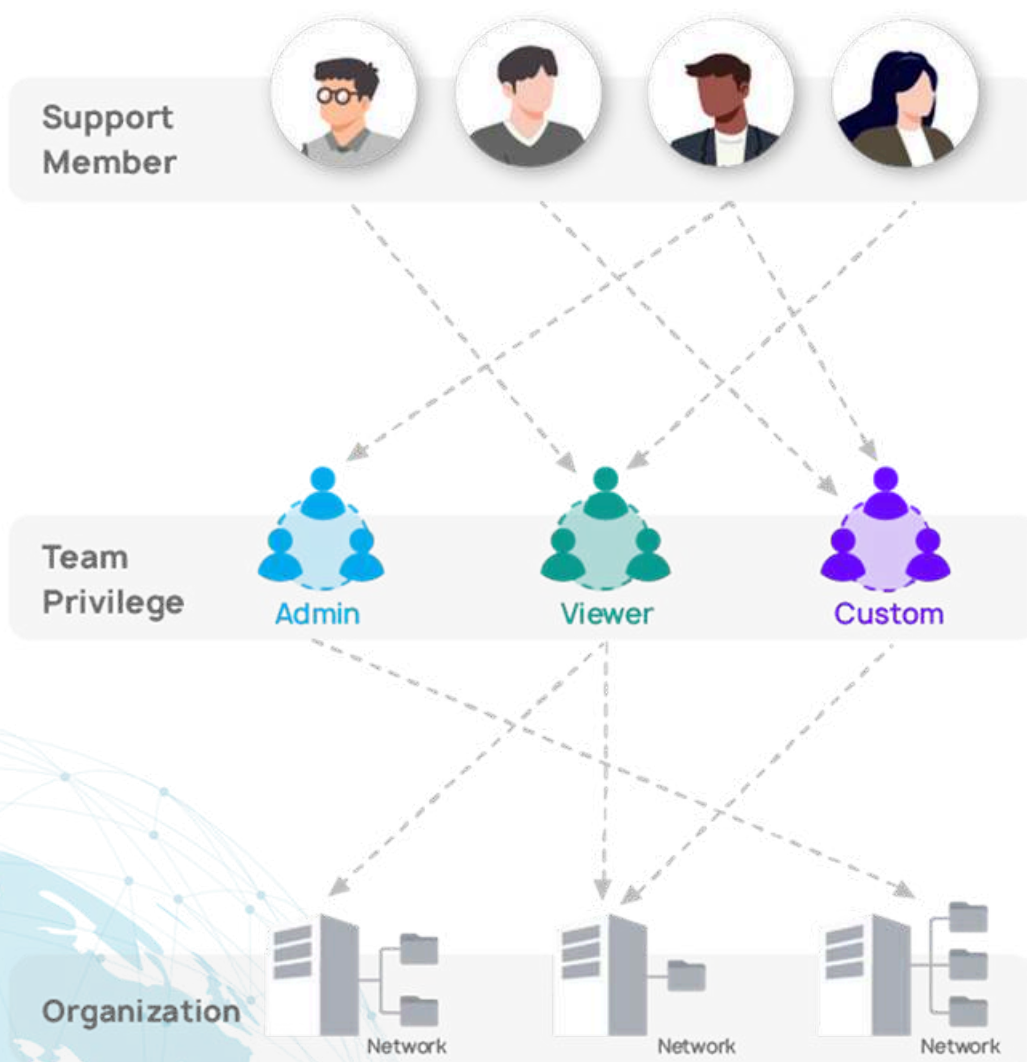 Support
Member
Team
Privilege
Admin
Viewer
Custom
Organization
Network
Network
Network